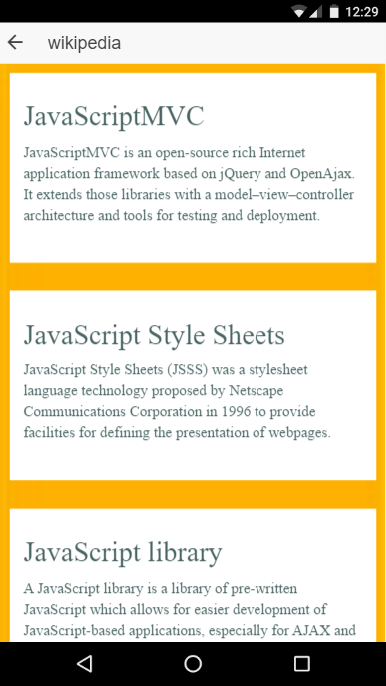 12:29
wikipedia
JavaScriptMVC
JavaScriptMVC is an open-source rich Internet
application framework based on jQuery and OpenAjax.
It extends those libraries with a model–view–controller
architecture and tools for testing and deployment.
JavaScript Style Sheets
JavaScript Style Sheets (JSSS) was a stylesheet
language technology proposed by Netscape
Communications Corporation in 1996 to provide
facilities for defining the presentation of webpages.
JavaScript library
A JavaScript library is a library of pre-written
JavaScript which allows for easier development of
JavaScript-based applications, especially for AJAX and